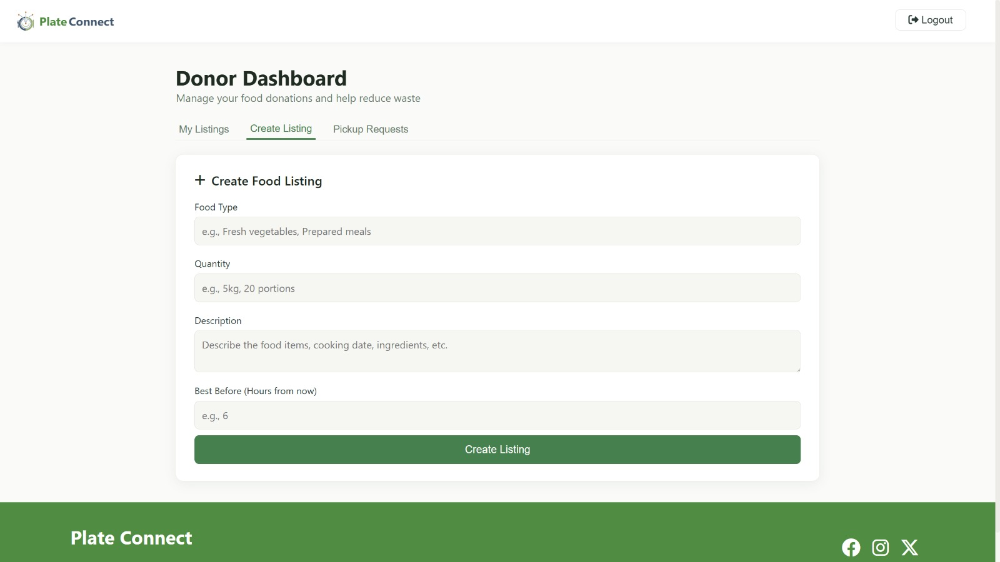 Plate Connect
Logout
Donor Dashboard
Manage your food donations and help reduce waste
My Listings Create Listing Pickup Requests
+ Create Food Listing
Food Type
e.g., Fresh vegetables, Prepared meals
Quantity
e.g., 5kg, 20 portions
Description
Describe the food items, cooking date, ingredients, etc.
Best Before (Hours from now)
e.g., 6
Create Listing
Plate Connect